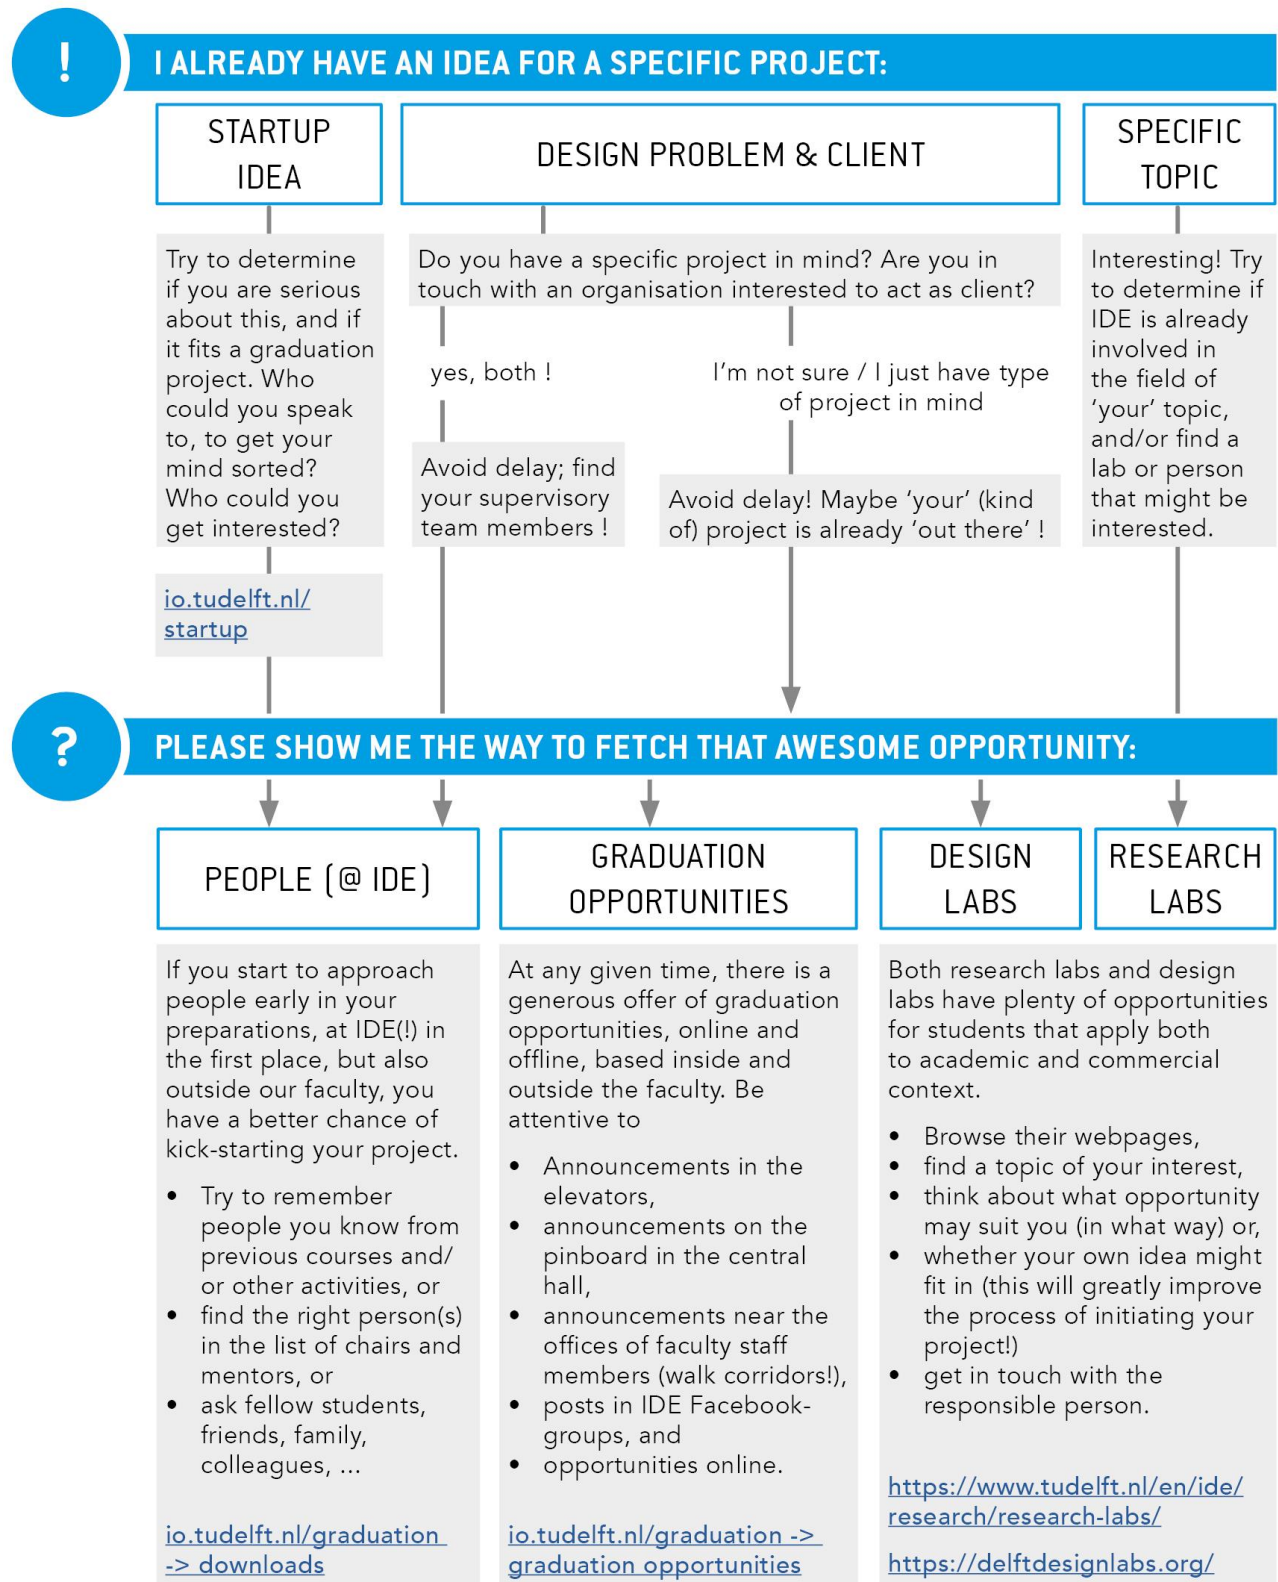 !
I ALREADY HAVE AN IDEA FOR A SPECIFIC PROJECT:
STARTUP
IDEA
Try to determine
if you are serious
about this, and if
it fits a graduation
project. Who
could you speak
to, to get your
mind sorted?
Who could you
get interested?
io.tudelft.nl/
startup
DESIGN PROBLEM & CLIENT
Do you have a specific project in mind? Are you in
touch with an organisation interested to act as client?
yes, both !
Avoid delay; find
your supervisory
team members !
I'm not sure / I just have type
of project in mind
Avoid delay! Maybe ‘your’ (kind
of) project is already ‘out there’ !
SPECIFIC
TOPIC
Interesting! Try
to determine if
IDE is already
involved in
the field of
‘your’ topic,
and/or find a
lab or person
that might be
interested.
?
PLEASE SHOW ME THE WAY TO FETCH THAT AWESOME OPPORTUNITY:
PEOPLE (@ IDE)
If you start to approach
people early in your
preparations, at IDE(!) in
the first place, but also
outside our faculty, you
have a better chance of
kick-starting your project.
• Try to remember
people you know from
previous courses and/
or other activities, or
• find the right person(s)
in the list of chairs and
mentors, or
• ask fellow students,
friends, family,
colleagues, ...
io.tudelft.nl/graduation
-> downloads
GRADUATION
OPPORTUNITIES
At any given time, there is a
generous offer of graduation
opportunities, online and
offline, based inside and
outside the faculty. Be
attentive to
• Announcements in the
elevators,
• announcements on the
pinboard in the central
hall,
• announcements near the
offices of faculty staff
members (walk corridors!),
• posts in IDE Facebook-
groups, and
• opportunities online.
io.tudelft.nl/graduation ->
graduation opportunities
DESIGN
LABS
RESEARCH
LABS
Both research labs and design
labs have plenty of opportunities
for students that apply both
to academic and commercial
context.
• Browse their webpages,
• find a topic of your interest,
• think about what opportunity
may suit you (in what way) or,
• whether your own idea might
fit in (this will greatly improve
the process of initiating your
project!)
• get in touch with the
responsible person.
https://www.tudelft.nl/en/ide/
research/research-labs/
https://delftdesignlabs.org/